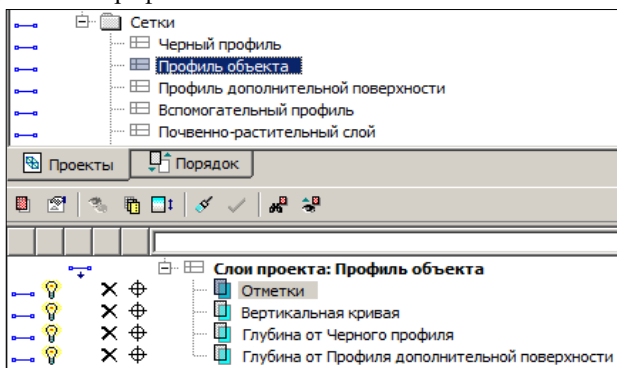 Сетки
Черный профиль
Профиль объекта
Профиль дополнительной поверхности
Вспомогательный профиль
Почвенно-растительный слой
Проекты Порядок
Слои проекта: Профиль объекта
Отметки
Вертикальная кривая
Глубина от Черного профиля
Глубина от Профиля дополнительной поверхности